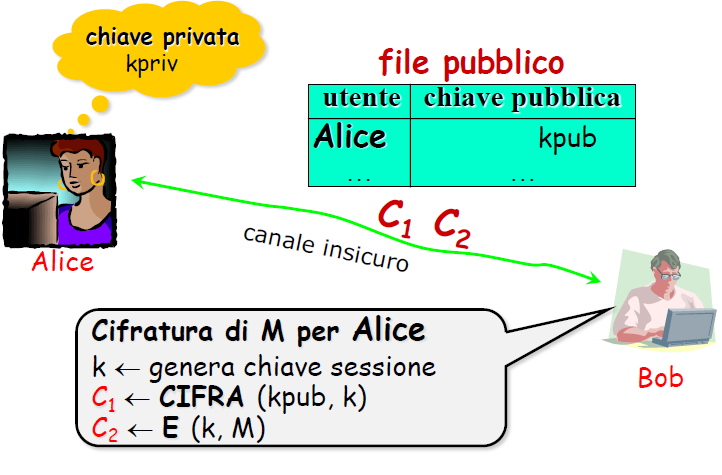 chiave privata
kpriv
file pubblico
utente chiave pubblica
Alice kpub
... ...
C1 C2
canale insicuro
Alice
Bob
Cifratura di M per Alice
k ← genera chiave sessione
C1 ← CIFRA (kpub, k)
C2 ← E (k, M)